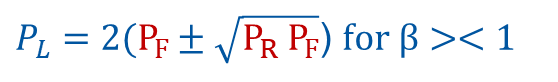 P_L = 2(P_F ± √(P_R P_F)) for β >< 1